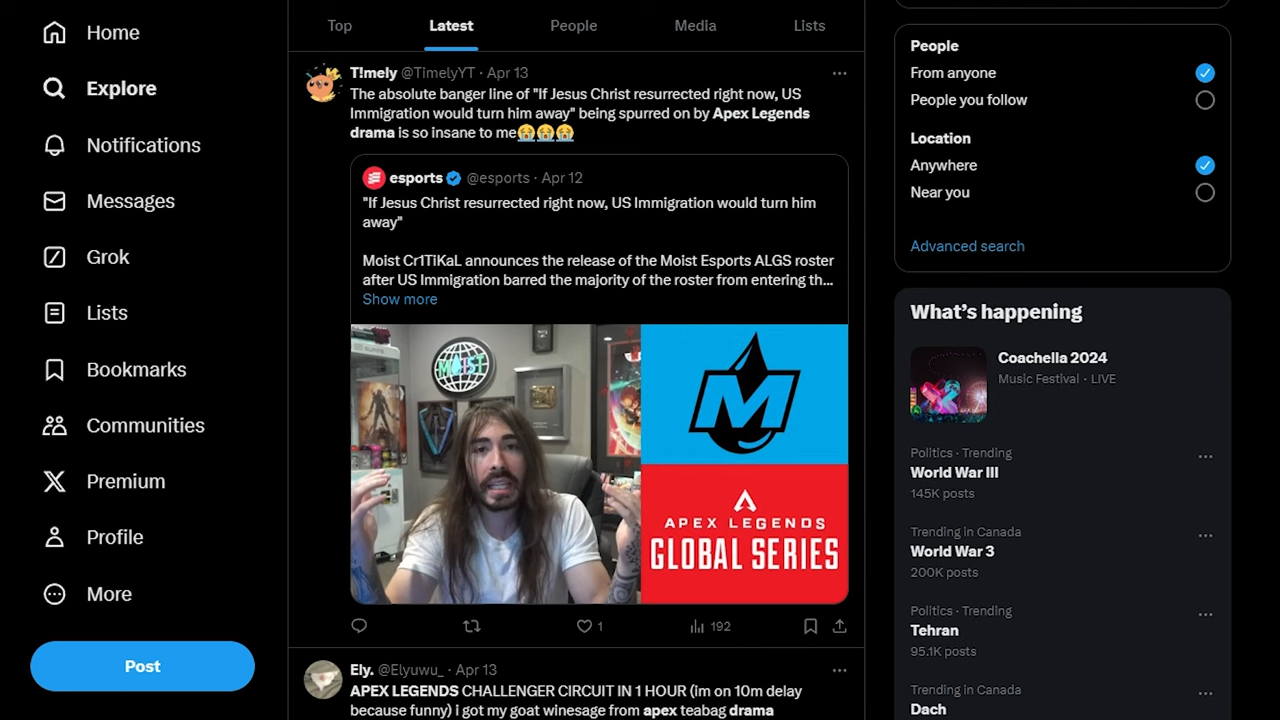 Home
Explore
Notifications
Messages
Grok
Lists
Bookmarks
Communities
Premium
Profile
More
Post
Top
Latest
People
Media
Lists
T!mely @TimelyYT · Apr 13
The absolute banger line of "If Jesus Christ resurrected right now, US
Immigration would turn him away" being spurred on by Apex Legends
drama is so insane to me😭😭😭
esports @esports · Apr 12
"If Jesus Christ resurrected right now, US Immigration would turn him
away"
Moist Cr1TiKaL announces the release of the Moist Esports ALGS roster
after US Immigration barred the majority of the roster from entering th...
Show more
MOIST
M
APEX LEGENDS
GLOBAL SERIES
1
192
Ely. @Elyuwu_ · Apr 13
APEX LEGENDS CHALLENGER CIRCUIT IN 1 HOUR (im on 10m delay
because funny) i got my goat winesage from apex teabag drama
People
From anyone
People you follow
Location
Anywhere
Near you
Advanced search
What's happening
Coachella 2024
Music Festival · LIVE
Politics · Trending
World War III
145K posts
Trending in Canada
World War 3
200K posts
Politics · Trending
Tehran
95.1K posts
Trending in Canada
Dach